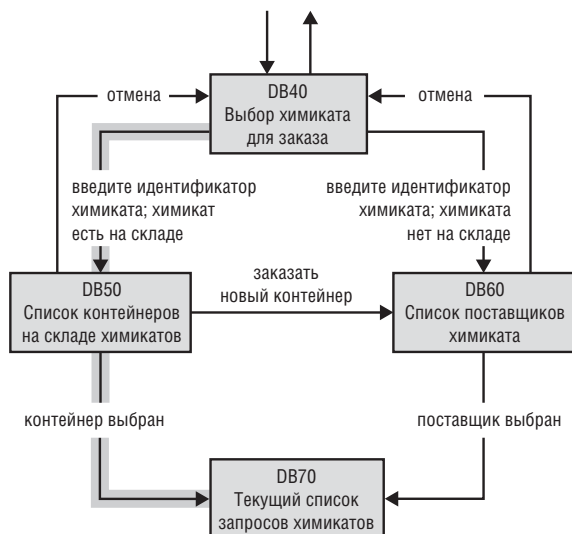 DB40
Выбор химиката
для заказа
отмена
отмена
введите идентификатор
химиката; химикат
есть на складе
введите идентификатор
химиката; химиката
нет на складе
DB50
Список контейнеров
на складе химикатов
заказать
новый контейнер
DB60
Список поставщиков
химиката
контейнер выбран
поставщик выбран
DB70
Текущий список
запросов химикатов